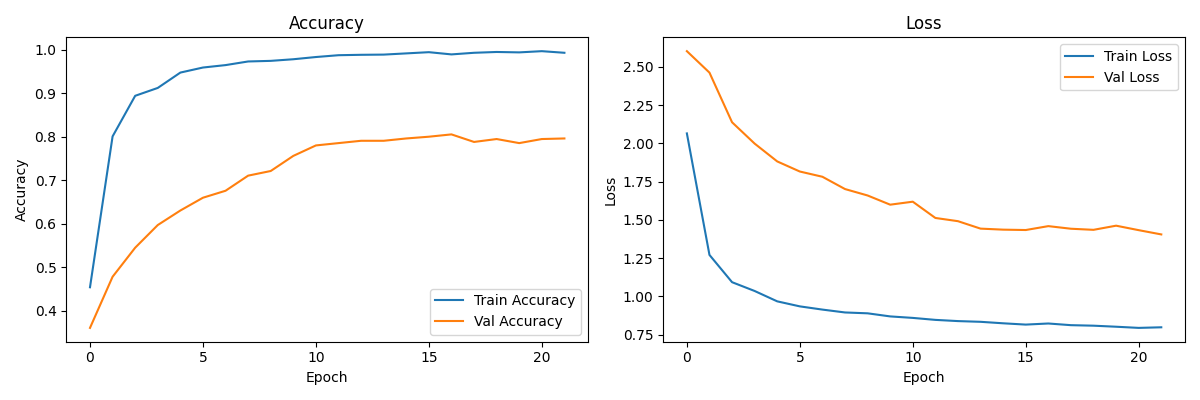 Accuracy
1.0
0.9
0.8
0.7
0.6
0.5
0.4
Accuracy
Train Accuracy
Val Accuracy
0 5 10 15 20
Epoch
Loss
2.50
2.25
2.00
1.75
1.50
1.25
1.00
0.75
Loss
Train Loss
Val Loss
0 5 10 15 20
Epoch